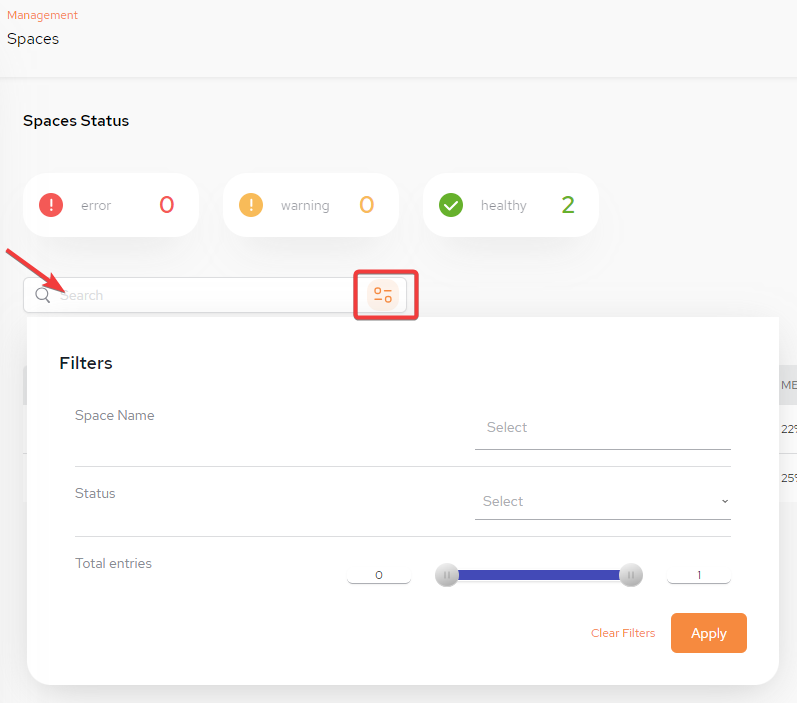 Management
Spaces
Spaces Status
error 0
warning 0
healthy 2
Search
Filters
Space Name
Select
ME
22%
Status
Select
25%
Total entries
0
1
Clear Filters
Apply